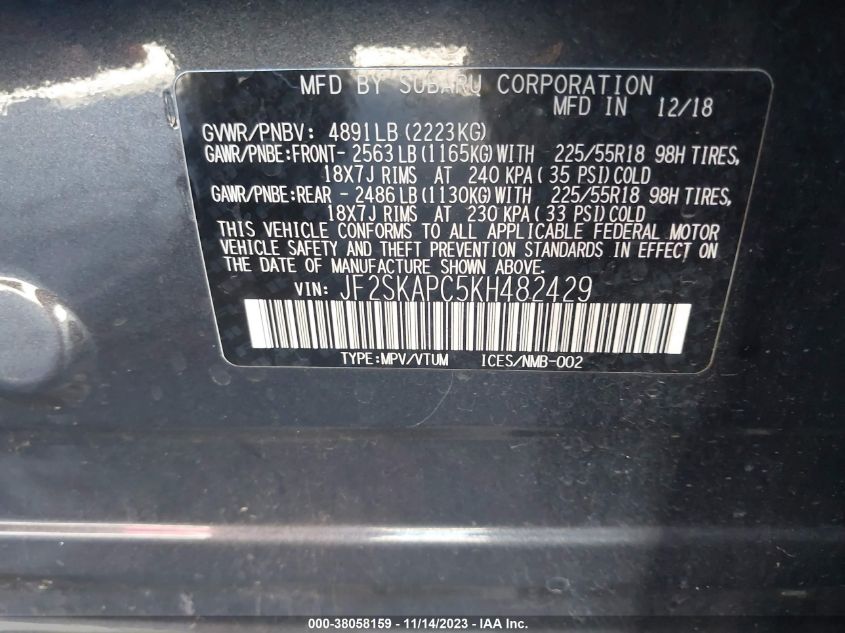 MFD BY SUBARU CORPORATION
MFD IN 12/18
GVWR/PNBV: 4891LB(2223KG)
GAWR/PNBE:FRONT- 2563LB(1165KG)WITH 225/55R18 98H TIRES,
18X7J RIMS AT 240 KPA(35 PSI)COLD
GAWR/PNBE:REAR - 2486LB(1130KG)WITH 225/55R18 98H TIRES,
18X7J RIMS AT 230 KPA(33 PSI)COLD
THIS VEHICLE CONFORMS TO ALL APPLICABLE FEDERAL MOTOR
VEHICLE SAFETY AND THEFT PREVENTION STANDARDS IN EFFECT ON
THE DATE OF MANUFACTURE SHOWN ABOVE.
VIN: JF2SKAPC5KH482429
TYPE:MPV/VTUM ICES/NMB-002
000-38058159 - 11/14/2023 - IAA Inc.